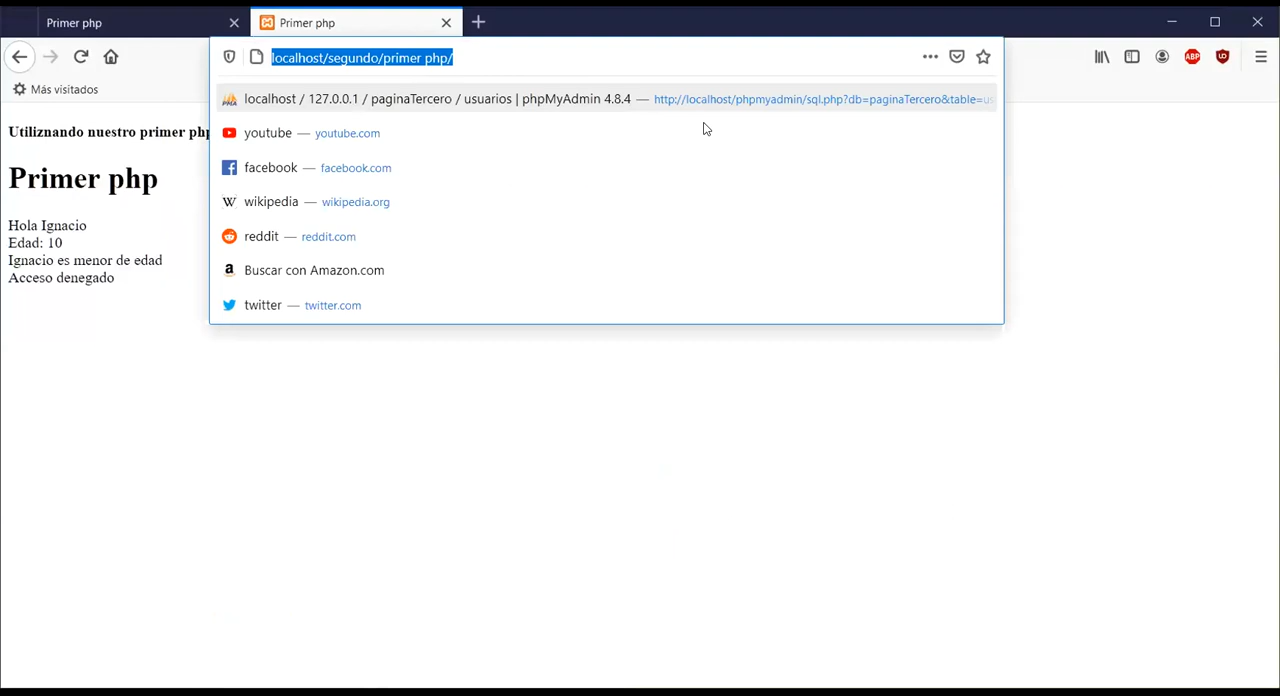 Primer php
Primer php
localhost/segundo/primer php/
Más visitados
localhost / 127.0.0.1 / paginaTercero / usuarios | phpMyAdmin 4.8.4 — http://localhost/phpmyadmin/sql.php?db=paginaTercero&table=us
youtube — youtube.com
facebook — facebook.com
wikipedia — wikipedia.org
reddit — reddit.com
Buscar con Amazon.com
twitter — twitter.com
Utiliznando nuestro primer php
Primer php
Hola Ignacio
Edad: 10
Ignacio es menor de edad
Acceso denegado
ABP